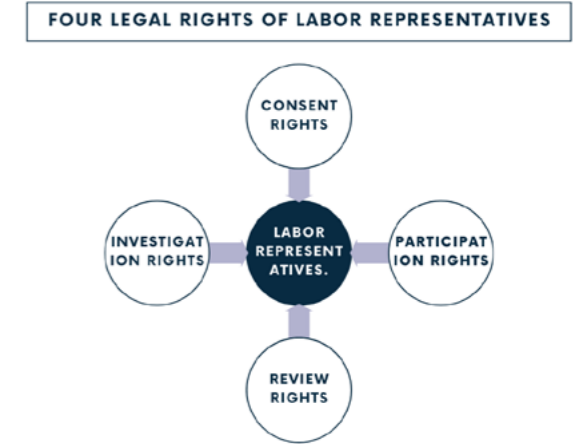 FOUR LEGAL RIGHTS OF LABOR REPRESENTATIVES
CONSENT
RIGHTS
INVESTIGAT
ION RIGHTS
LABOR
REPRESENT
ATIVES.
PARTICIPAT
ION RIGHTS
REVIEW
RIGHTS